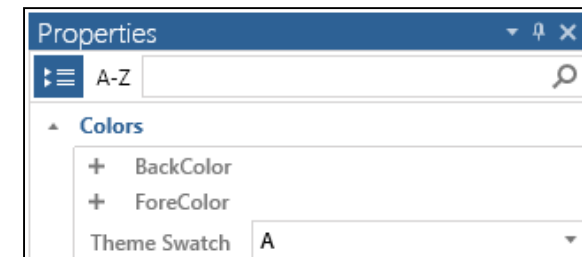 Properties
A-Z
Colors
BackColor
ForeColor
Theme Swatch A